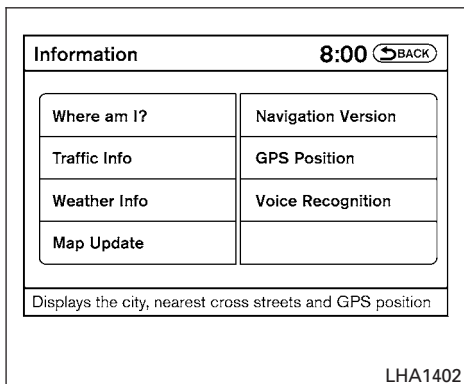 Information 8:00 BACK
Where am I? Navigation Version
Traffic Info GPS Position
Weather Info Voice Recognition
Map Update
Displays the city, nearest cross streets and GPS position
LHA1402